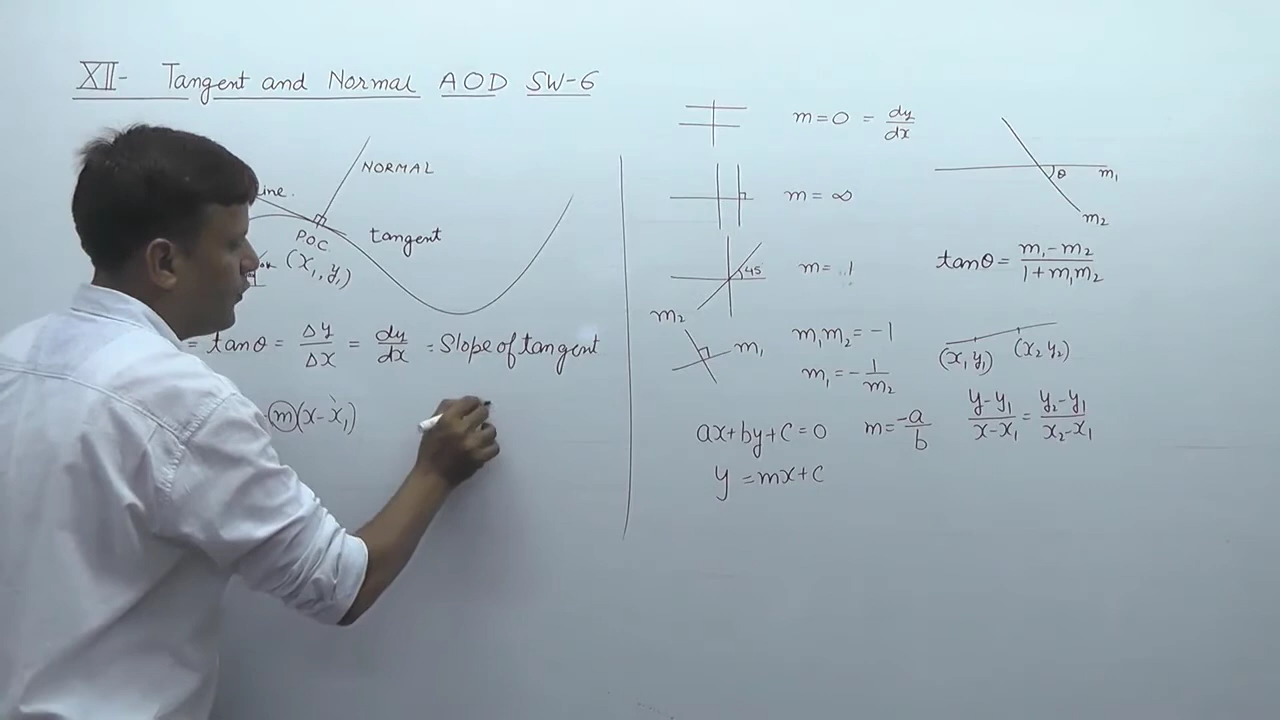 XII- Tangent and Normal AOD SW-6
NORMAL
Line.
POC
tangent
(x₁, y₁)
= tanθ = Δy/Δx = dy/dx = Slope of tangent
m(x-x₁)
m=0 = dy/dx
m=∞
45
m= 1
m₂
m₁
m₁m₂ = -1
m₁ = -1/m₂
ax+by+c=0
m=-a/b
y=mx+c
θ
m₁
m₂
tanθ = m₁-m₂/1+m₁m₂
(x₁ y₁) (x₂ y₂)
y-y₁/x-x₁ = y₂-y₁/x₂-x₁